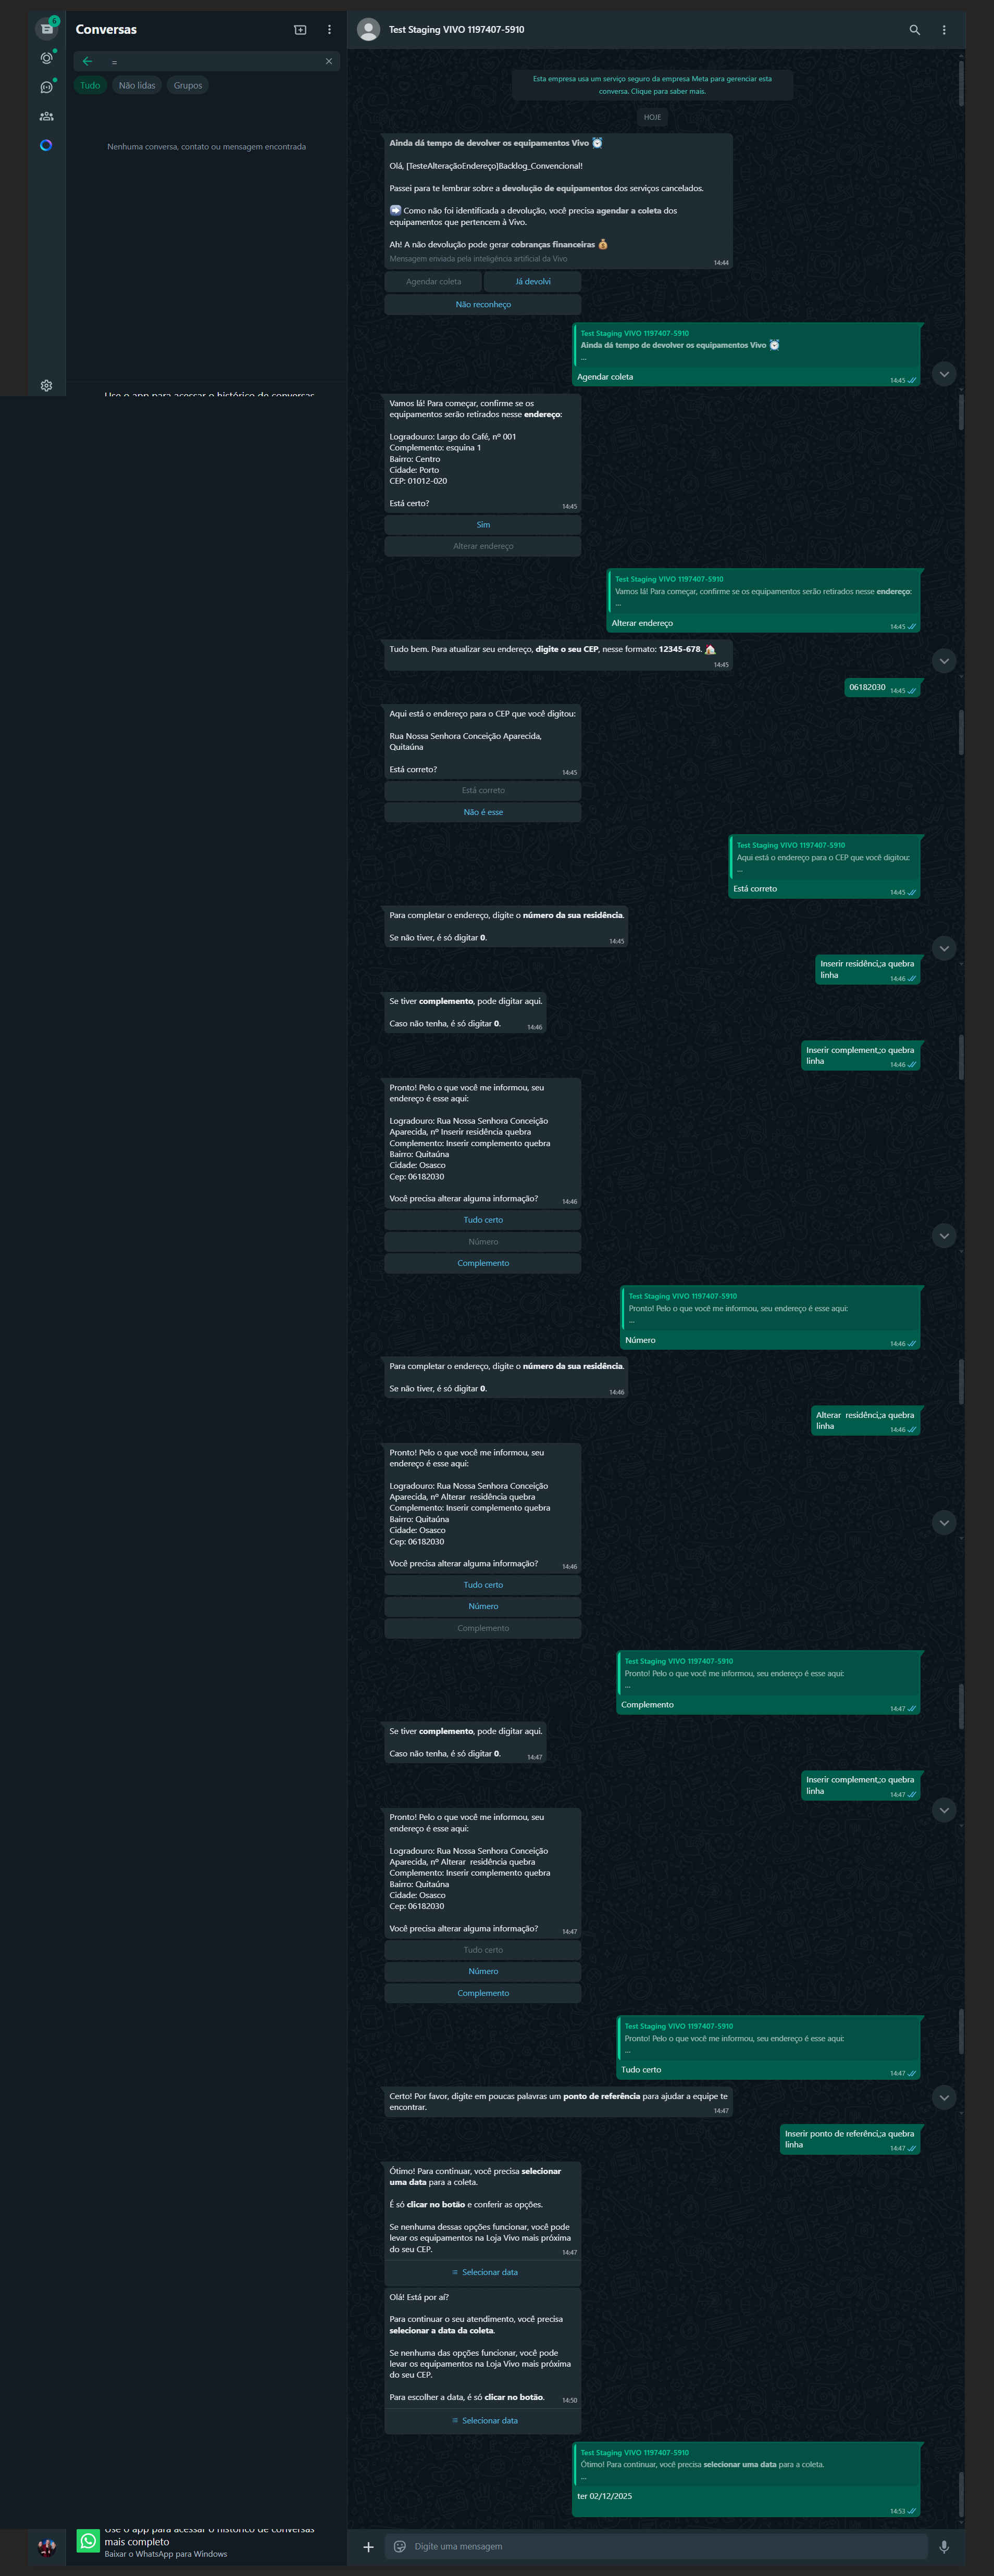 6
Conversas
=
Tudo
Não lidas
Grupos
Nenhuma conversa, contato ou mensagem encontrada
Use o app para acessar o histórico de conversas
Test Staging VIVO 1197407-5910
Esta empresa usa um serviço seguro da empresa Meta para gerenciar esta
conversa. Clique para saber mais.
HOJE
Ainda dá tempo de devolver os equipamentos Vivo ⏰
Olá, [TesteAlteraçãoEndereço]Backlog_Convencional!
Passei para te lembrar sobre a devolução de equipamentos dos serviços cancelados.
➡️ Como não foi identificada a devolução, você precisa agendar a coleta dos
equipamentos que pertencem à Vivo.
Ah! A não devolução pode gerar cobranças financeiras 💰
Mensagem enviada pela inteligência artificial da Vivo
14:44
Agendar coleta
Já devolvi
Não reconheço
Test Staging VIVO 1197407-5910
Ainda dá tempo de devolver os equipamentos Vivo ⏰
...
Agendar coleta
14:45
Vamos lá! Para começar, confirme se os
equipamentos serão retirados nesse endereço:
Logradouro: Largo do Café, nº 001
Complemento: esquina 1
Bairro: Centro
Cidade: Porto
CEP: 01012-020
Está certo?
14:45
Sim
Alterar endereço
Test Staging VIVO 1197407-5910
Vamos lá! Para começar, confirme se os equipamentos serão retirados nesse endereço:
...
Alterar endereço
14:45
Tudo bem. Para atualizar seu endereço, digite o seu CEP, nesse formato: 12345-678. 🏠
14:45
06182030 14:45
Aqui está o endereço para o CEP que você digitou:
Rua Nossa Senhora Conceição Aparecida,
Quitaúna
Está correto?
14:45
Está correto
Não é esse
Test Staging VIVO 1197407-5910
Aqui está o endereço para o CEP que você digitou:
...
Está correto
14:45
Para completar o endereço, digite o número da sua residência.
Se não tiver, é só digitar 0.
14:45
Inserir residênci,;a quebra
linha
14:46
Se tiver complemento, pode digitar aqui.
Caso não tenha, é só digitar 0.
14:46
Inserir complement,;o quebra
linha
14:46
Pronto! Pelo o que você me informou, seu
endereço é esse aqui:
Logradouro: Rua Nossa Senhora Conceição
Aparecida, nº Inserir residência quebra
Complemento: Inserir complemento quebra
Bairro: Quitaúna
Cidade: Osasco
Cep: 06182030
Você precisa alterar alguma informação?
14:46
Tudo certo
Número
Complemento
Test Staging VIVO 1197407-5910
Pronto! Pelo o que você me informou, seu endereço é esse aqui:
...
Número
14:46
Para completar o endereço, digite o número da sua residência.
Se não tiver, é só digitar 0.
14:46
Alterar  residênci,;a quebra
linha
14:46
Pronto! Pelo o que você me informou, seu
endereço é esse aqui:
Logradouro: Rua Nossa Senhora Conceição
Aparecida, nº Alterar  residência quebra
Complemento: Inserir complemento quebra
Bairro: Quitaúna
Cidade: Osasco
Cep: 06182030
Você precisa alterar alguma informação?
14:46
Tudo certo
Número
Complemento
Test Staging VIVO 1197407-5910
Pronto! Pelo o que você me informou, seu endereço é esse aqui:
...
Complemento
14:47
Se tiver complemento, pode digitar aqui.
Caso não tenha, é só digitar 0.
14:47
Inserir complement,;o quebra
linha
14:47
Pronto! Pelo o que você me informou, seu
endereço é esse aqui:
Logradouro: Rua Nossa Senhora Conceição
Aparecida, nº Alterar  residência quebra
Complemento: Inserir complemento quebra
Bairro: Quitaúna
Cidade: Osasco
Cep: 06182030
Você precisa alterar alguma informação?
14:47
Tudo certo
Número
Complemento
Test Staging VIVO 1197407-5910
Pronto! Pelo o que você me informou, seu endereço é esse aqui:
...
Tudo certo
14:47
Certo! Por favor, digite em poucas palavras um ponto de referência para ajudar a equipe te
encontrar.
14:47
Inserir ponto de referênci,;a quebra
linha
14:47
Ótimo! Para continuar, você precisa selecionar
uma data para a coleta.
É só clicar no botão e conferir as opções.
Se nenhuma dessas opções funcionar, você pode
levar os equipamentos na Loja Vivo mais próxima
do seu CEP.
14:47
Selecionar data
Olá! Está por aí?
Para continuar o seu atendimento, você precisa
selecionar a data da coleta.
Se nenhuma das opções funcionar, você pode
levar os equipamentos na Loja Vivo mais próxima
do seu CEP.
Para escolher a data, é só clicar no botão.
14:50
Selecionar data
Test Staging VIVO 1197407-5910
Ótimo! Para continuar, você precisa selecionar uma data para a coleta.
...
ter 02/12/2025
14:53
Use o app para acessar o histórico de conversas
mais completo
Baixar o WhatsApp para Windows
Digite uma mensagem